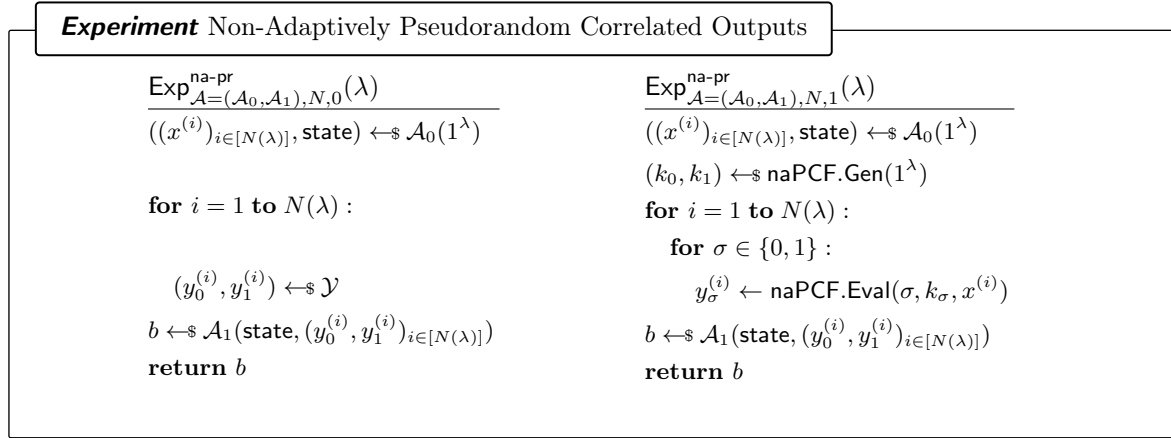 Experiment Non-Adaptively Pseudorandom Correlated Outputs
Exp^{na-pr}_{𝒜=(𝒜_0,𝒜_1),N,0}(λ)
((x^{(i)})_{i∈[N(λ)]}, state) ←$ 𝒜_0(1^λ)
for i = 1 to N(λ) :
(y_0^{(i)}, y_1^{(i)}) ←$ 𝒴
b ←$ 𝒜_1(state, (y_0^{(i)}, y_1^{(i)})_{i∈[N(λ)]})
return b
Exp^{na-pr}_{𝒜=(𝒜_0,𝒜_1),N,1}(λ)
((x^{(i)})_{i∈[N(λ)]}, state) ←$ 𝒜_0(1^λ)
(k_0, k_1) ←$ naPCF.Gen(1^λ)
for i = 1 to N(λ) :
for σ ∈ {0, 1} :
y_σ^{(i)} ← naPCF.Eval(σ, k_σ, x^{(i)})
b ←$ 𝒜_1(state, (y_0^{(i)}, y_1^{(i)})_{i∈[N(λ)]})
return b